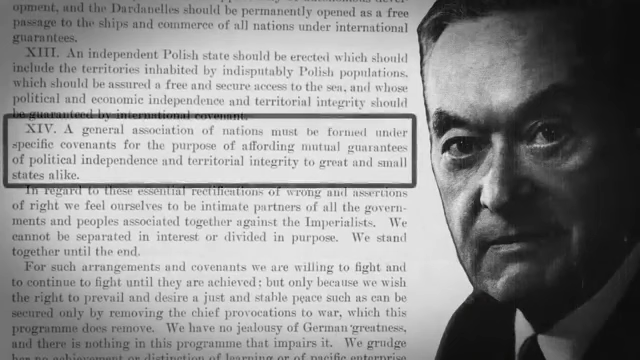 opment, and the Dardanelles should be permanently opened as a free
passage to the ships and commerce of all nations under international
guarantees.
XIII. An independent Polish state should be erected which should
include the territories inhabited by indisputably Polish populations,
which should be assured a free and secure access to the sea, and whose
political and economic independence and territorial integrity should
be guaranteed by international covenant.
XIV. A general association of nations must be formed under
specific covenants for the purpose of affording mutual guarantees
of political independence and territorial integrity to great and small
states alike.
In regard to these essential rectifications of wrong and assertions
of right we feel ourselves to be intimate partners of all the govern-
ments and peoples associated together against the Imperialists. We
cannot be separated in interest or divided in purpose. We stand
together until the end.
For such arrangements and covenants we are willing to fight and
to continue to fight until they are achieved; but only because we wish
the right to prevail and desire a just and stable peace such as can be
secured only by removing the chief provocations to war, which this
programme does remove. We have no jealousy of German greatness,
and there is nothing in this programme that impairs it. We grudge
her no achievement or distinction of learning or of pacific enterprise